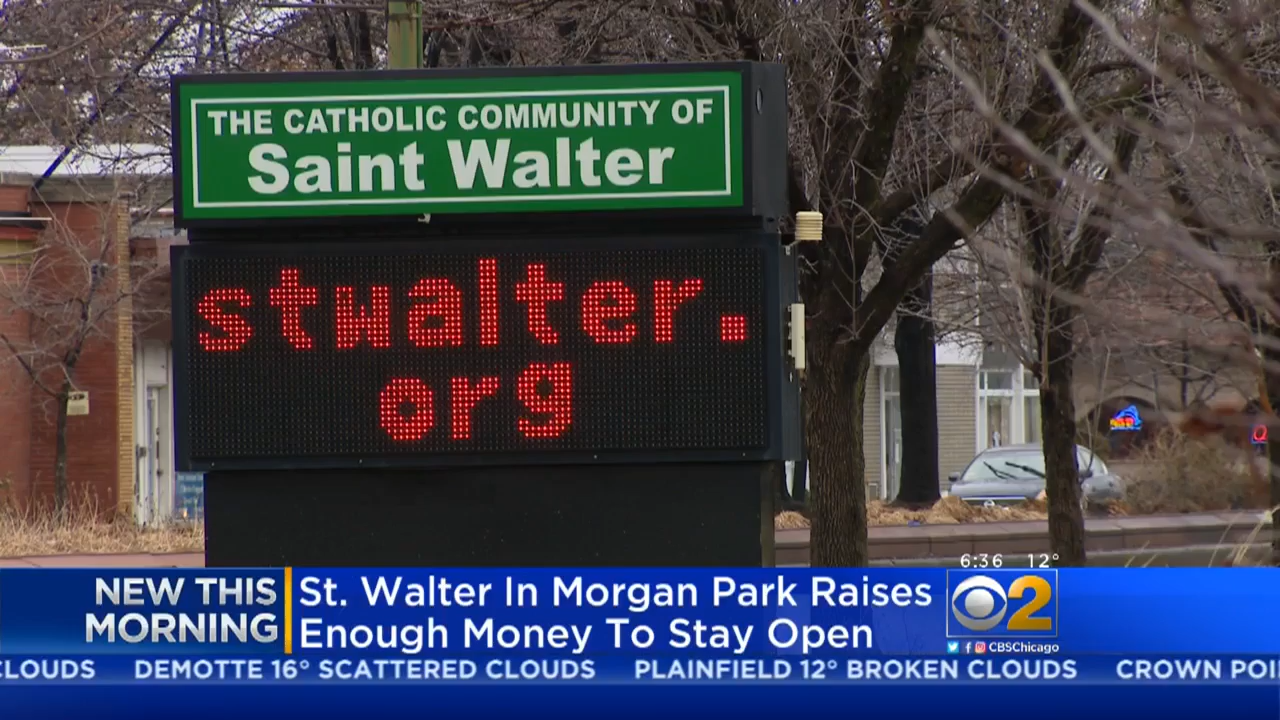 THE CATHOLIC COMMUNITY OF
Saint Walter
stwalter.
org
6:36 12°
NEW THIS
MORNING
St. Walter In Morgan Park Raises
Enough Money To Stay Open
2
CBSChicago
CLOUDS DEMOTTE 16° SCATTERED CLOUDS PLAINFIELD 12° BROKEN CLOUDS CROWN POI